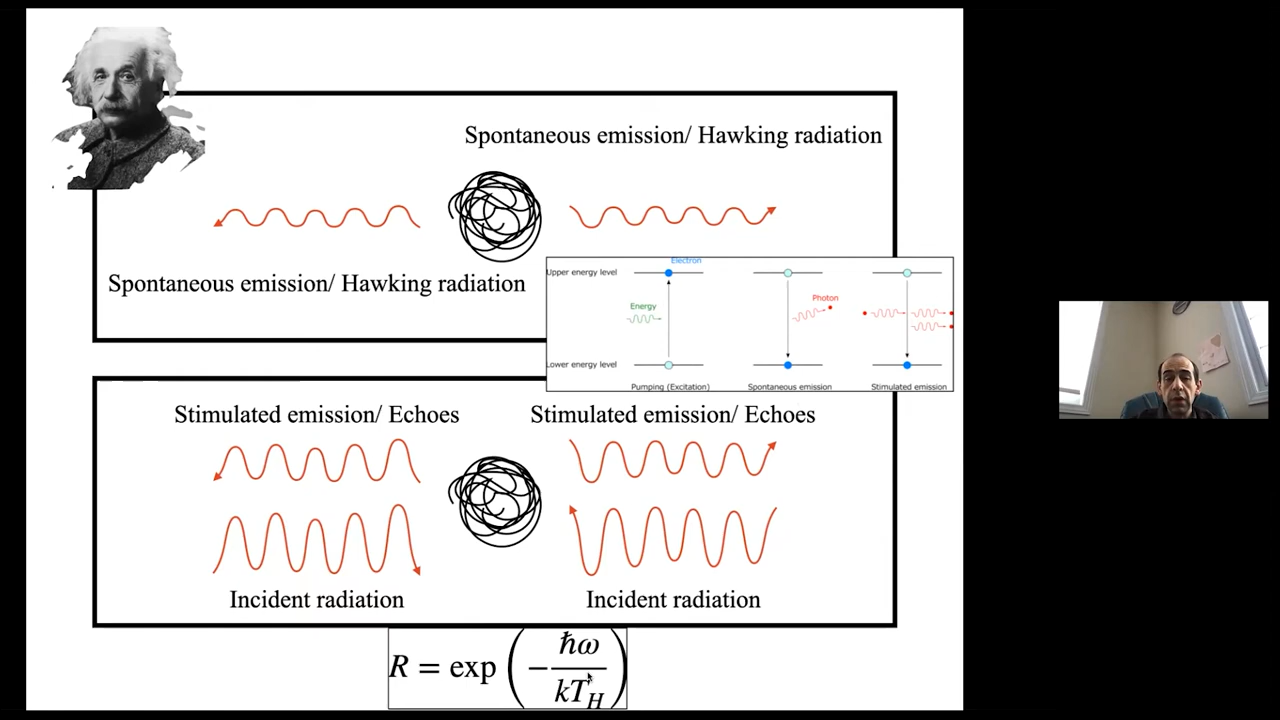 Spontaneous emission/ Hawking radiation
Spontaneous emission/ Hawking radiation
Electron
Upper energy level
Energy
Photon
Lower energy level
Pumping (Excitation)
Spontaneous emission
Stimulated emission
Stimulated emission/ Echoes
Stimulated emission/ Echoes
Incident radiation
Incident radiation
R = exp ( − ħω / kT_H )